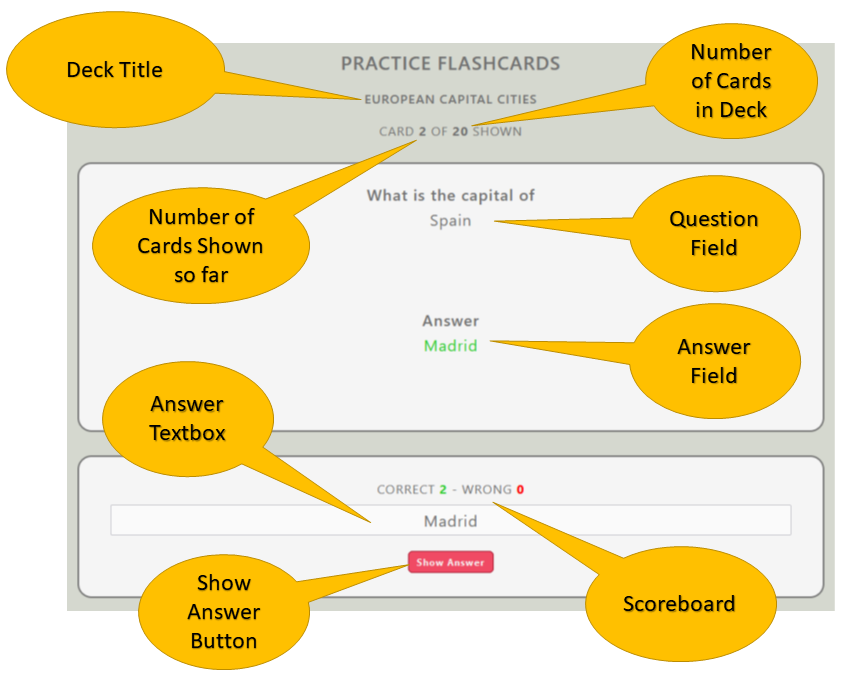 Deck Title
PRACTICE FLASHCARDS
Number
of Cards
in Deck
EUROPEAN CAPITAL CITIES
CARD 2 OF 20 SHOWN
Number of
Cards Shown
so far
What is the capital of
Spain
Question
Field
Answer
Madrid
Answer
Field
Answer
Textbox
CORRECT 2 - WRONG 0
Madrid
Show Answer
Show
Answer
Button
Scoreboard